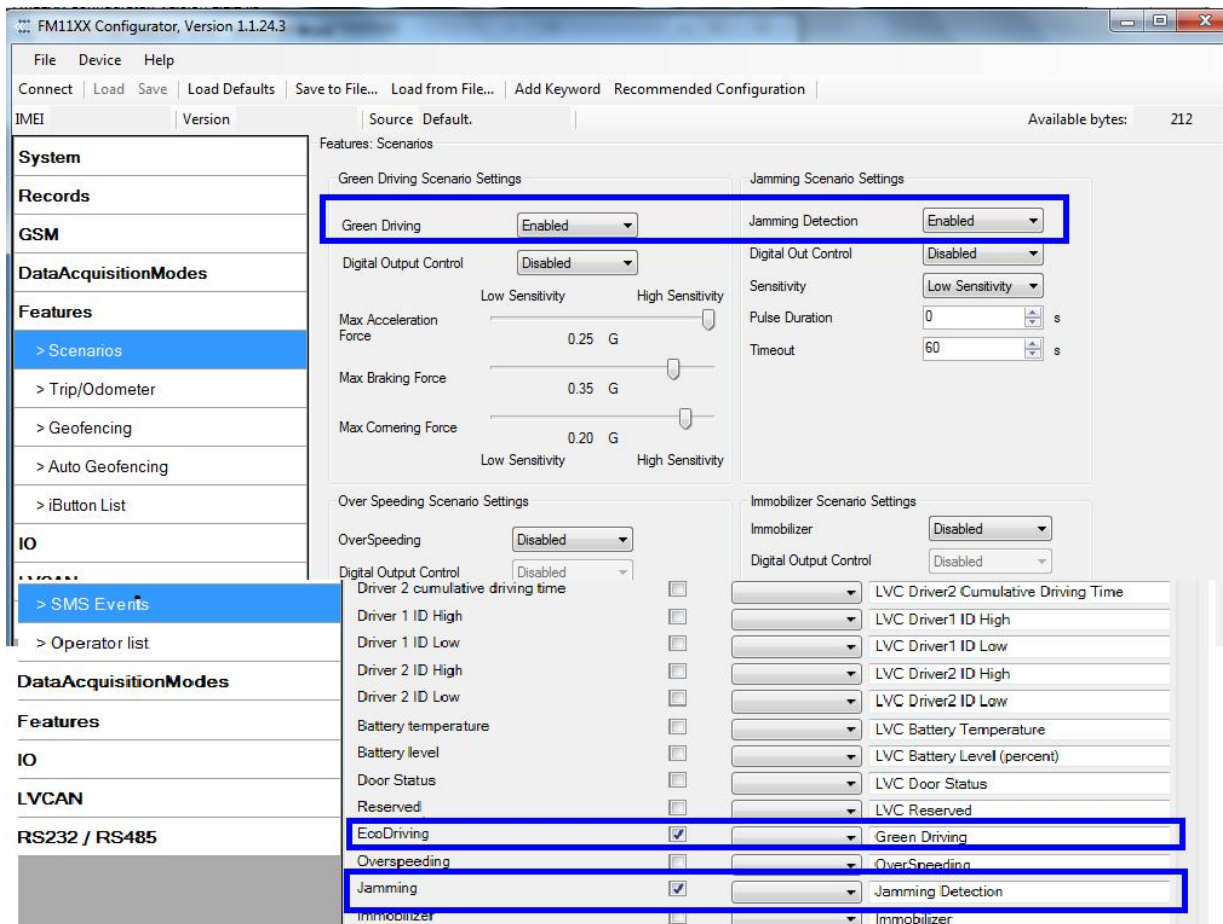 FM11XX Configurator, Version 1.1.24.3
File Device Help
Connect Load Save Load Defaults Save to File... Load from File... Add Keyword Recommended Configuration
IMEI Version Source Default. Available bytes: 212
System
Records
GSM
DataAcquisitionModes
Features
> Scenarios
> Trip/Odometer
> Geofencing
> Auto Geofencing
> iButton List
IO
Features: Scenarios
Green Driving Scenario Settings
Green Driving Enabled
Digital Output Control Disabled
Low Sensitivity High Sensitivity
Max Acceleration
Force
0.25 G
Max Braking Force
0.35 G
Max Cornering Force
0.20 G
Low Sensitivity High Sensitivity
Jamming Scenario Settings
Jamming Detection Enabled
Digital Out Control Disabled
Sensitivity Low Sensitivity
Pulse Duration 0 s
Timeout 60 s
Over Speeding Scenario Settings
OverSpeeding Disabled
Digital Output Control Disabled
Immobilizer Scenario Settings
Immobilizer Disabled
Digital Output Control Disabled
> SMS Events
> Operator list
DataAcquisitionModes
Features
IO
LVCAN
RS232 / RS485
Driver 2 cumulative driving time LVC Driver2 Cumulative Driving Time
Driver 1 ID High LVC Driver1 ID High
Driver 1 ID Low LVC Driver1 ID Low
Driver 2 ID High LVC Driver2 ID High
Driver 2 ID Low LVC Driver2 ID Low
Battery temperature LVC Battery Temperature
Battery level LVC Battery Level (percent)
Door Status LVC Door Status
Reserved LVC Reserved
EcoDriving Green Driving
Overspeeding OverSpeeding
Jamming Jamming Detection
Immobilizer Immobilizer